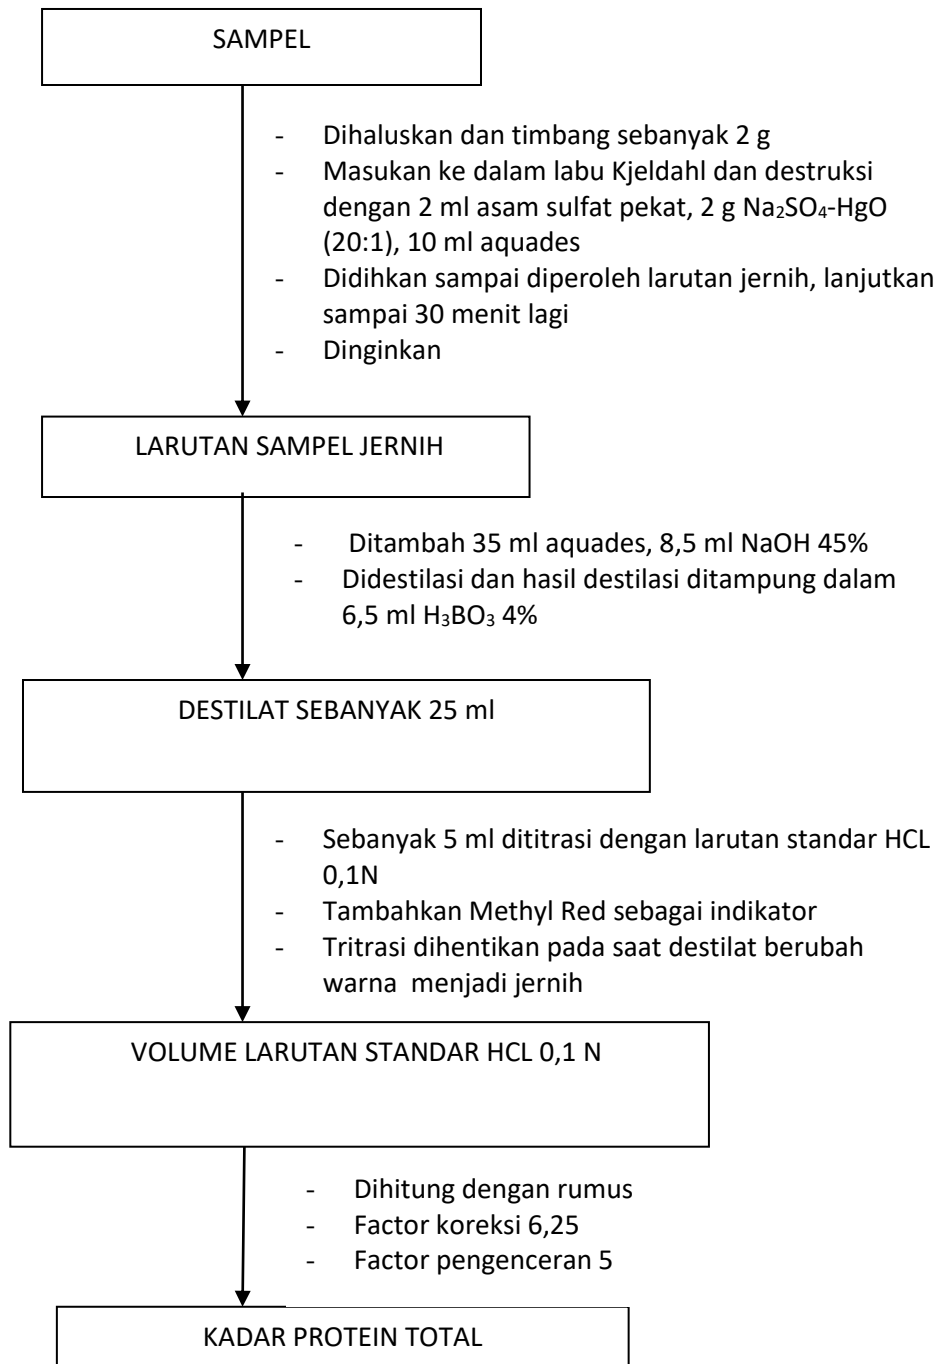 SAMPEL
- Dihaluskan dan timbang sebanyak 2 g
- Masukan ke dalam labu Kjeldahl dan destruksi
dengan 2 ml asam sulfat pekat, 2 g Na₂SO₄-HgO
(20:1), 10 ml aquades
- Didihkan sampai diperoleh larutan jernih, lanjutkan
sampai 30 menit lagi
- Dinginkan
LARUTAN SAMPEL JERNIH
- Ditambah 35 ml aquades, 8,5 ml NaOH 45%
- Didestilasi dan hasil destilasi ditampung dalam
6,5 ml H₃BO₃ 4%
DESTILAT SEBANYAK 25 ml
- Sebanyak 5 ml dititrasi dengan larutan standar HCL
0,1N
- Tambahkan Methyl Red sebagai indikator
- Tritrasi dihentikan pada saat destilat berubah
warna menjadi jernih
VOLUME LARUTAN STANDAR HCL 0,1 N
- Dihitung dengan rumus
- Factor koreksi 6,25
- Factor pengenceran 5
KADAR PROTEIN TOTAL